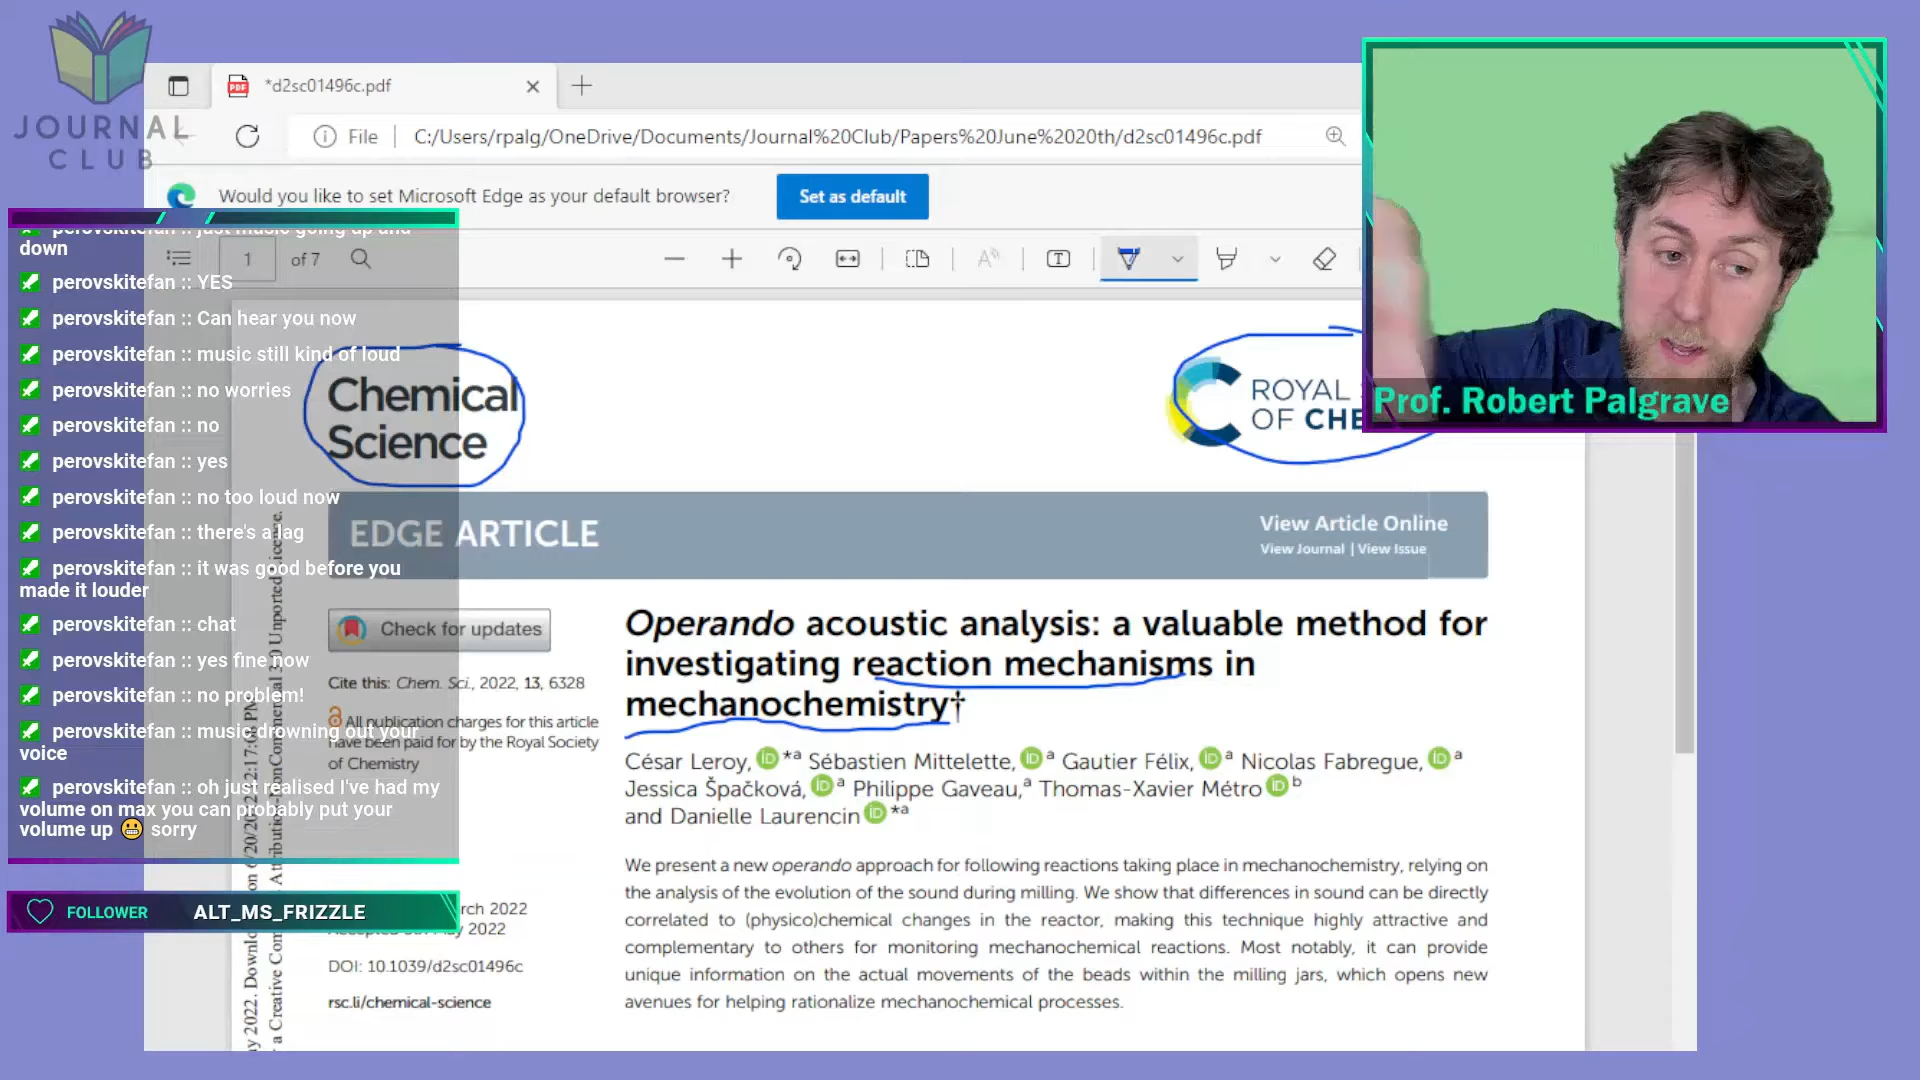 JOURNAL
CLUB
*d2sc01496c.pdf
File
C:/Users/rpalg/OneDrive/Documents/Journal%20Club/Papers%20June%2020th/d2sc01496c.pdf
Would you like to set Microsoft Edge as your default browser?
Set as default
1
of 7
perovskitefan :: just music going up and
down
perovskitefan :: YES
perovskitefan :: Can hear you now
perovskitefan :: music still kind of loud
perovskitefan :: no worries
perovskitefan :: no
perovskitefan :: yes
perovskitefan :: no too loud now
perovskitefan :: there's a lag
perovskitefan :: it was good before you
made it louder
perovskitefan :: chat
perovskitefan :: yes fine now
perovskitefan :: no problem!
perovskitefan :: music drowning out your
voice
perovskitefan :: oh just realised I've had my
volume on max you can probably put your
volume up 😬 sorry
FOLLOWER
ALT_MS_FRIZZLE
Prof. Robert Palgrave
Chemical
Science
ROYAL
OF CHE
EDGE ARTICLE
View Article Online
View Journal | View Issue
Check for updates
Cite this: Chem. Sci., 2022, 13, 6328
All publication charges for this article
have been paid for by the Royal Society
of Chemistry
rch 2022
2022
DOI: 10.1039/d2sc01496c
rsc.li/chemical-science
Operando acoustic analysis: a valuable method for
investigating reaction mechanisms in
mechanochemistry†
César Leroy, iD *a Sébastien Mittelette, iD a Gautier Félix, iD a Nicolas Fabregue, iD a
Jessica Špačková, iD a Philippe Gaveau,a Thomas-Xavier Métro iD b
and Danielle Laurencin iD *a
We present a new operando approach for following reactions taking place in mechanochemistry, relying on
the analysis of the evolution of the sound during milling. We show that differences in sound can be directly
correlated to (physico)chemical changes in the reactor, making this technique highly attractive and
complementary to others for monitoring mechanochemical reactions. Most notably, it can provide
unique information on the actual movements of the beads within the milling jars, which opens new
avenues for helping rationalize mechanochemical processes.